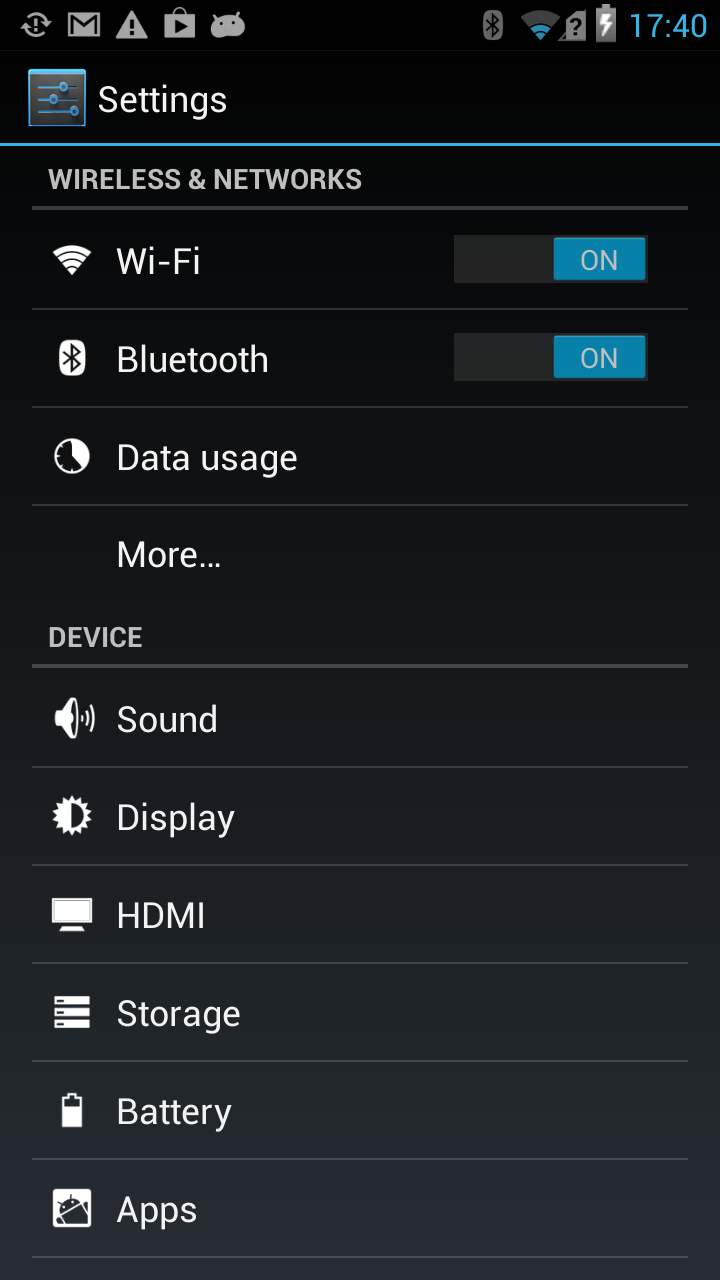 17:40
Settings
WIRELESS & NETWORKS
Wi-Fi
ON
Bluetooth
ON
Data usage
More...
DEVICE
Sound
Display
HDMI
Storage
Battery
Apps